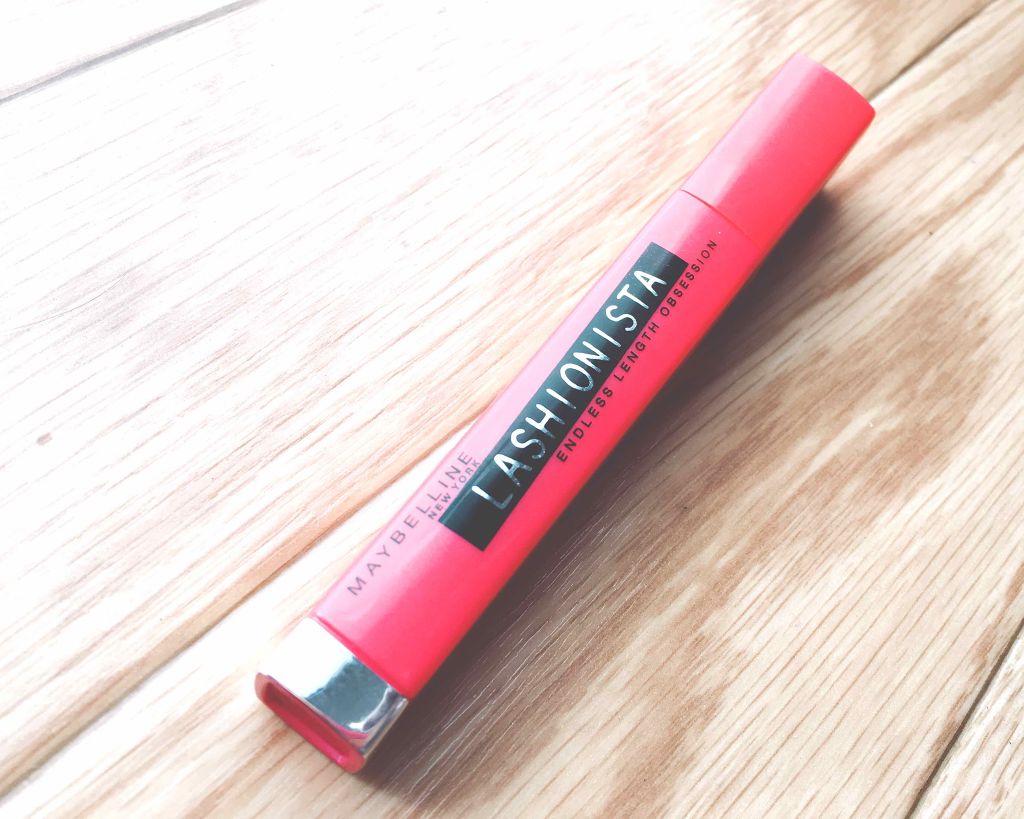 MAYBELLINE
NEW YORK
LASHIONISTA
ENDLESS LENGTH OBSESSION